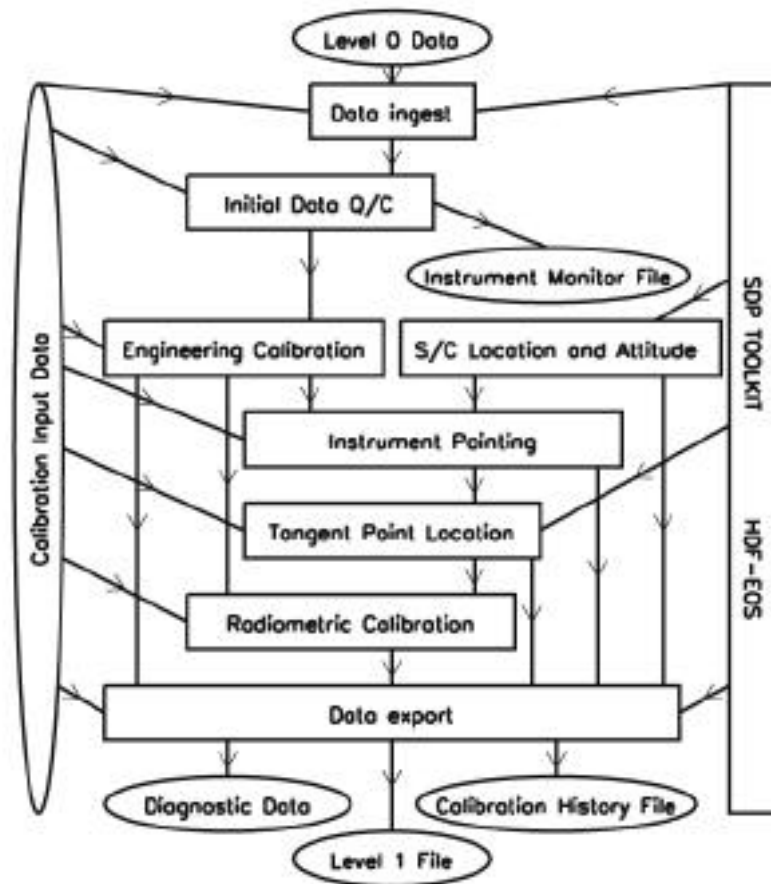 Level 0 Data
Data ingest
Initial Data Q/C
Instrument Monitor File
Engineering Calibration
S/C Location and Attitude
Instrument Pointing
Tangent Point Location
Radiometric Calibration
Data export
Diagnostic Data
Calibration History File
Level 1 File
Calibration Input Data
SDP TOOLKIT
HDF-EOS